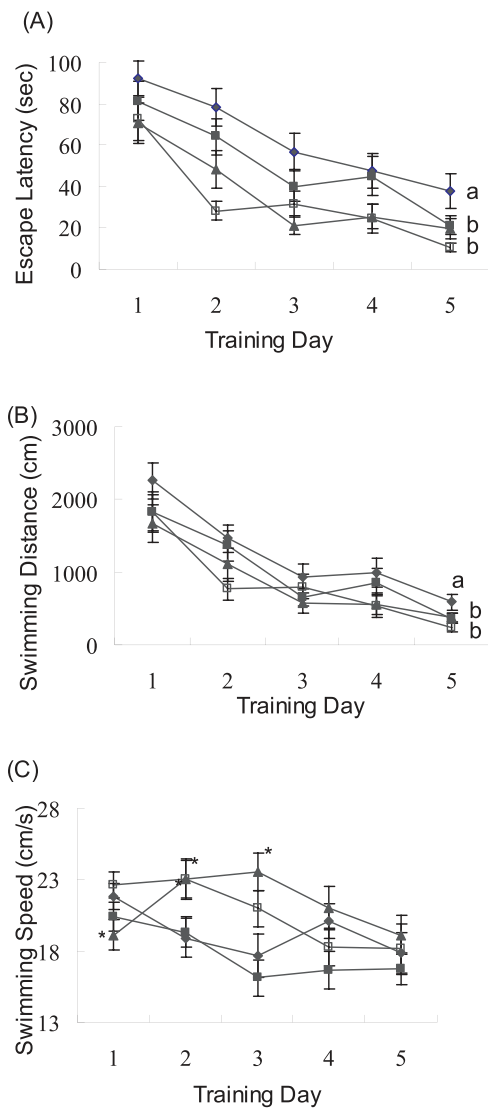 (A)
Escape Latency (sec)
100
80
60
40
20
0
a
b
b
1 2 3 4 5
Training Day
(B)
Swimming Distance (cm)
3000
2000
1000
0
a
b
b
1 2 3 4 5
Training Day
(C)
Swimming Speed (cm/s)
28
23
18
13
*
*
*
*
1 2 3 4 5
Training Day